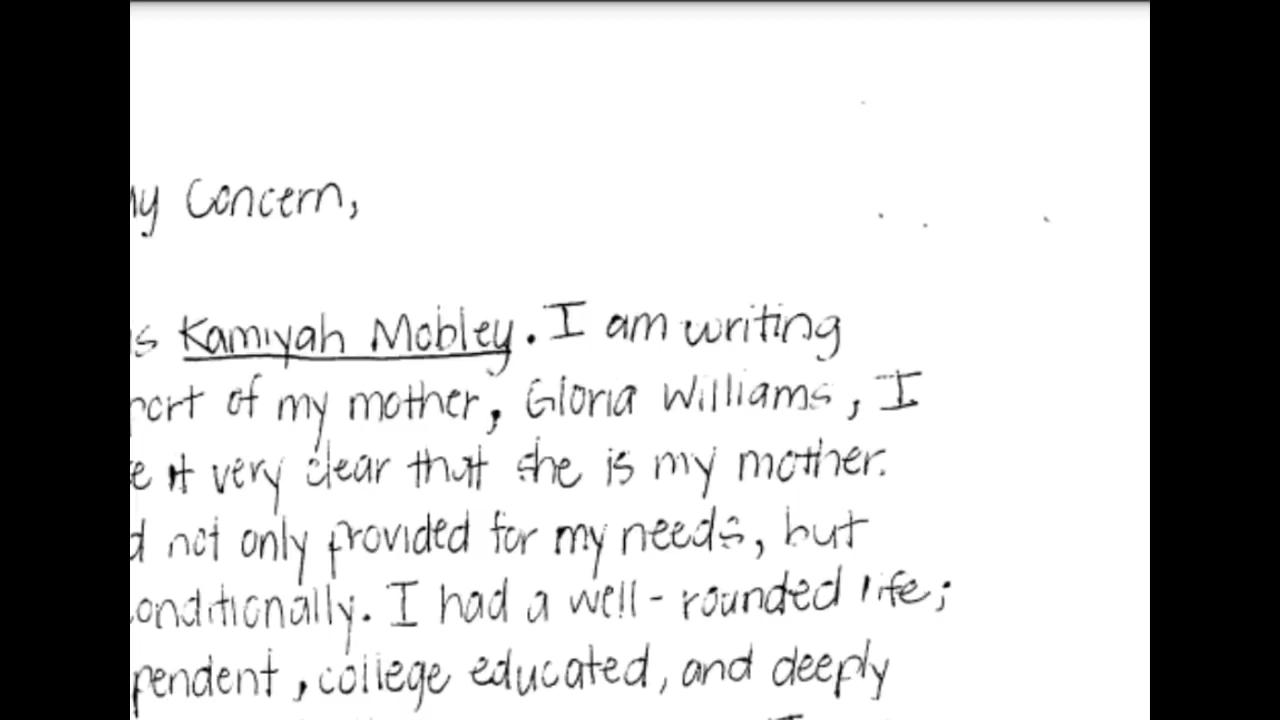 ay Concern,
s Kamiyah Mobley. I am writing
port of my mother, Gloria Williams, I
e it very clear that she is my mother.
d not only provided for my needs, but
onditionally. I had a well-rounded life;
pendent, college educated, and deeply